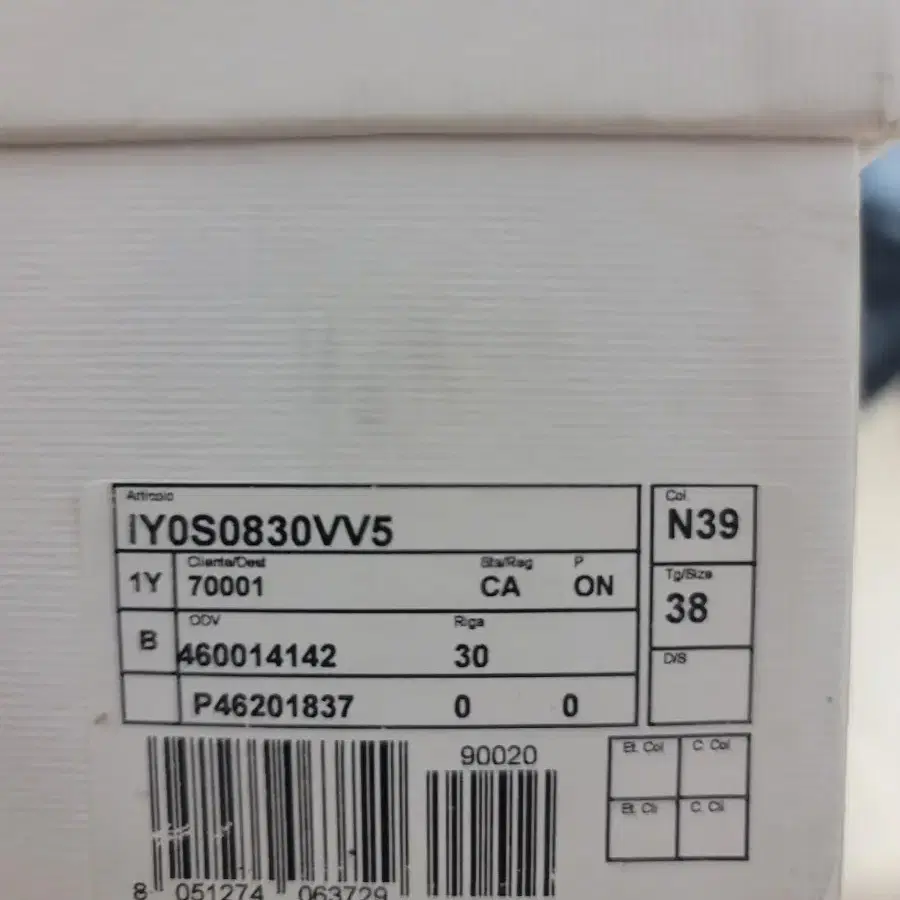 Articolo
IY0S0830VV5
Col.
N39
1Y
Cliente/Dest
70001
Sta/Rag
CA
P
ON
Tg/Size
38
B
ODV
460014142
Riga
30
D/S
P46201837 0 0
90020
Et. Col
C. Col
Et. Cli
C. Cli
8 051274 063729